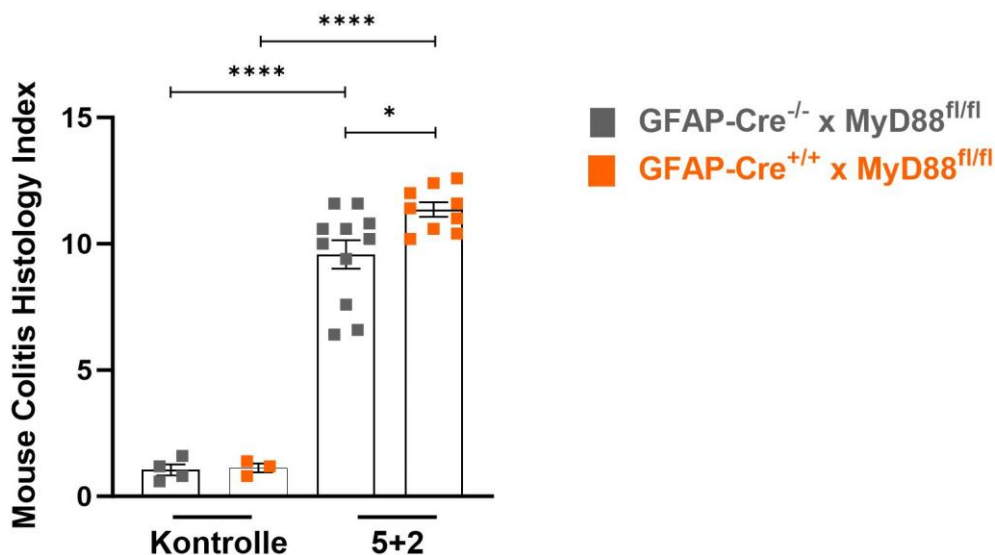 ****
****
*
Mouse Colitis Histology Index
15
10
5
0
Kontrolle 5+2
GFAP-Cre-/- x MyD88fl/fl
GFAP-Cre+/+ x MyD88fl/fl